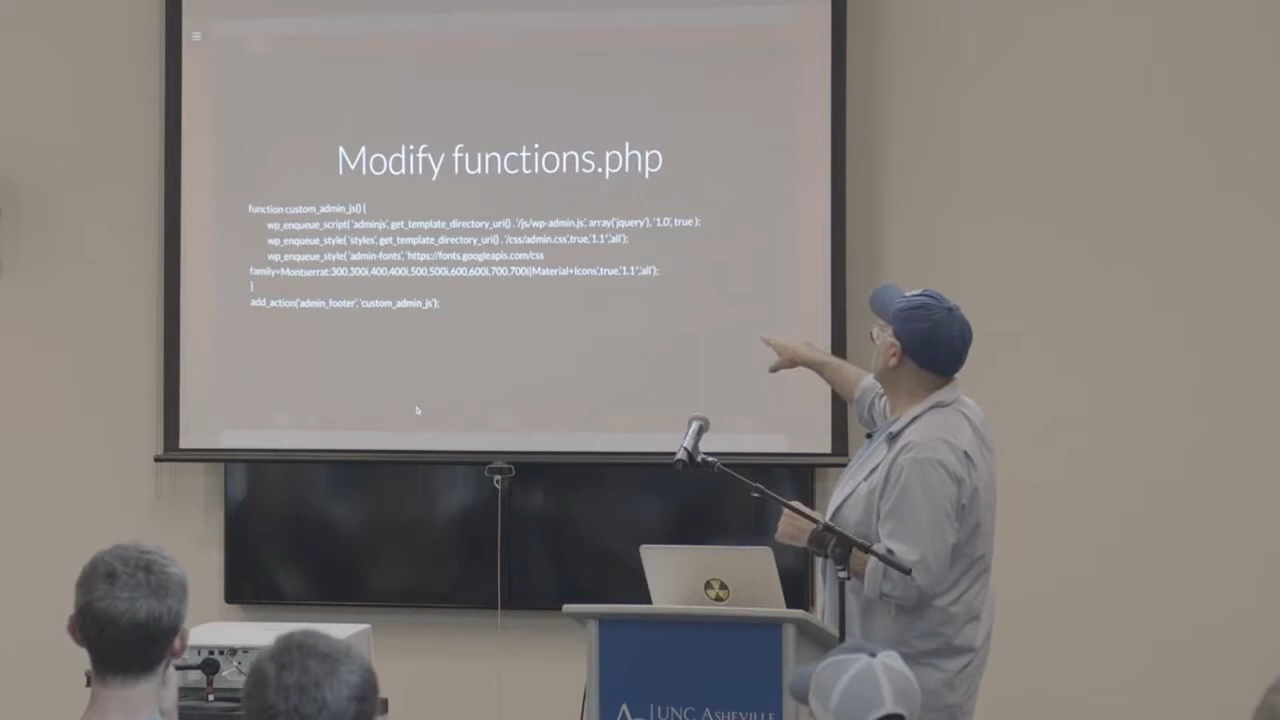 Modify functions.php
function custom_admin_js() {
wp_enqueue_script( 'adminjs', get_template_directory_uri() . '/js/wp-admin.js', array('jquery'), '1.0', true );
wp_enqueue_style( 'styles', get_template_directory_uri() . '/css/admin.css',true,'1.1','all');
wp_enqueue_style( 'admin-fonts', 'https://fonts.googleapis.com/css
family=Montserrat:300,300i,400,400i,500,500i,600,600i,700,700i|Material+Icons',true,'1.1','all');
}
add_action('admin_footer', 'custom_admin_js');
UNC ASHEVILLE